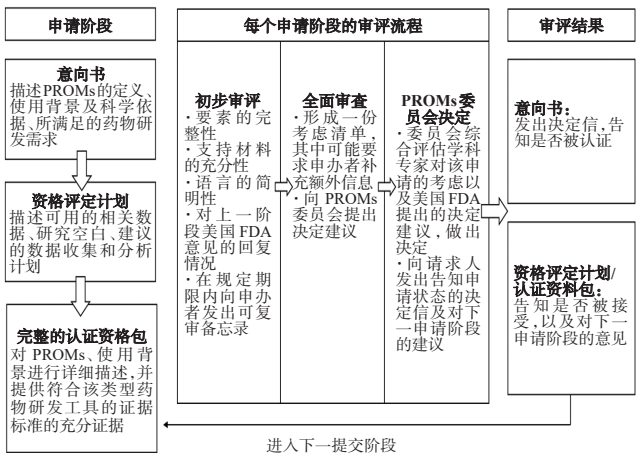 申请阶段
意向书
描述PROMs的定义、
使用背景及科学依
据、所满足的药物研
发需求
资格评定计划
描述可用的相关数
据、研究空白、建议
的数据收集和分析
计划
完整的认证资格包
对 PROMs、使用背
景进行详细描述,并
提供符合该类型药
物研发工具的证据
标准的充分证据
每个申请阶段的审评流程
初步审评
·要素的完
整性
·支持材料
的充分性
·语言的简
明性
·对上一阶
段美国 FDA
意见的回复
情况
·在规定期
限内向申办
者发出可复
审备忘录
全面审查
·形成一份
考虑清单,
其中可能要
求申办者补
充额外信息
·向 PROMs
委员会提出
决定建议
PROMs委
员会决定
·委员会综
合评估学科
专家对该申
请的考虑以
及美国 FDA
提出的决定
建议,做出
决定
·向请求人
发出告知申
请状态的决
定信及对下
一申请阶段
的建议
审评结果
意向书:
发出决定信,告
知是否被认证
资格评定计划/
认证资料包:
告知是否被接
受,以及对下一
申请阶段的意见
进入下一提交阶段